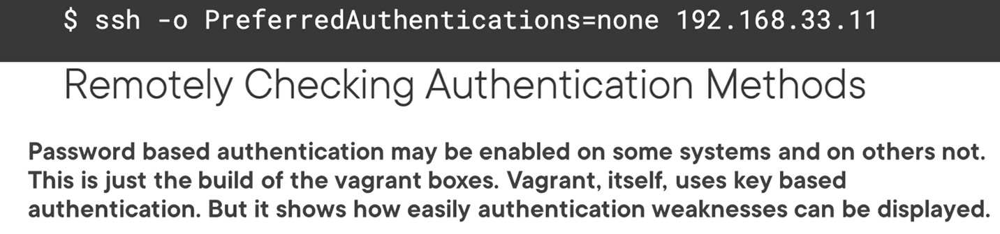 $ ssh -o PreferredAuthentications=none 192.168.33.11
Remotely Checking Authentication Methods
Password based authentication may be enabled on some systems and on others not.
This is just the build of the vagrant boxes. Vagrant, itself, uses key based
authentication. But it shows how easily authentication weaknesses can be displayed.